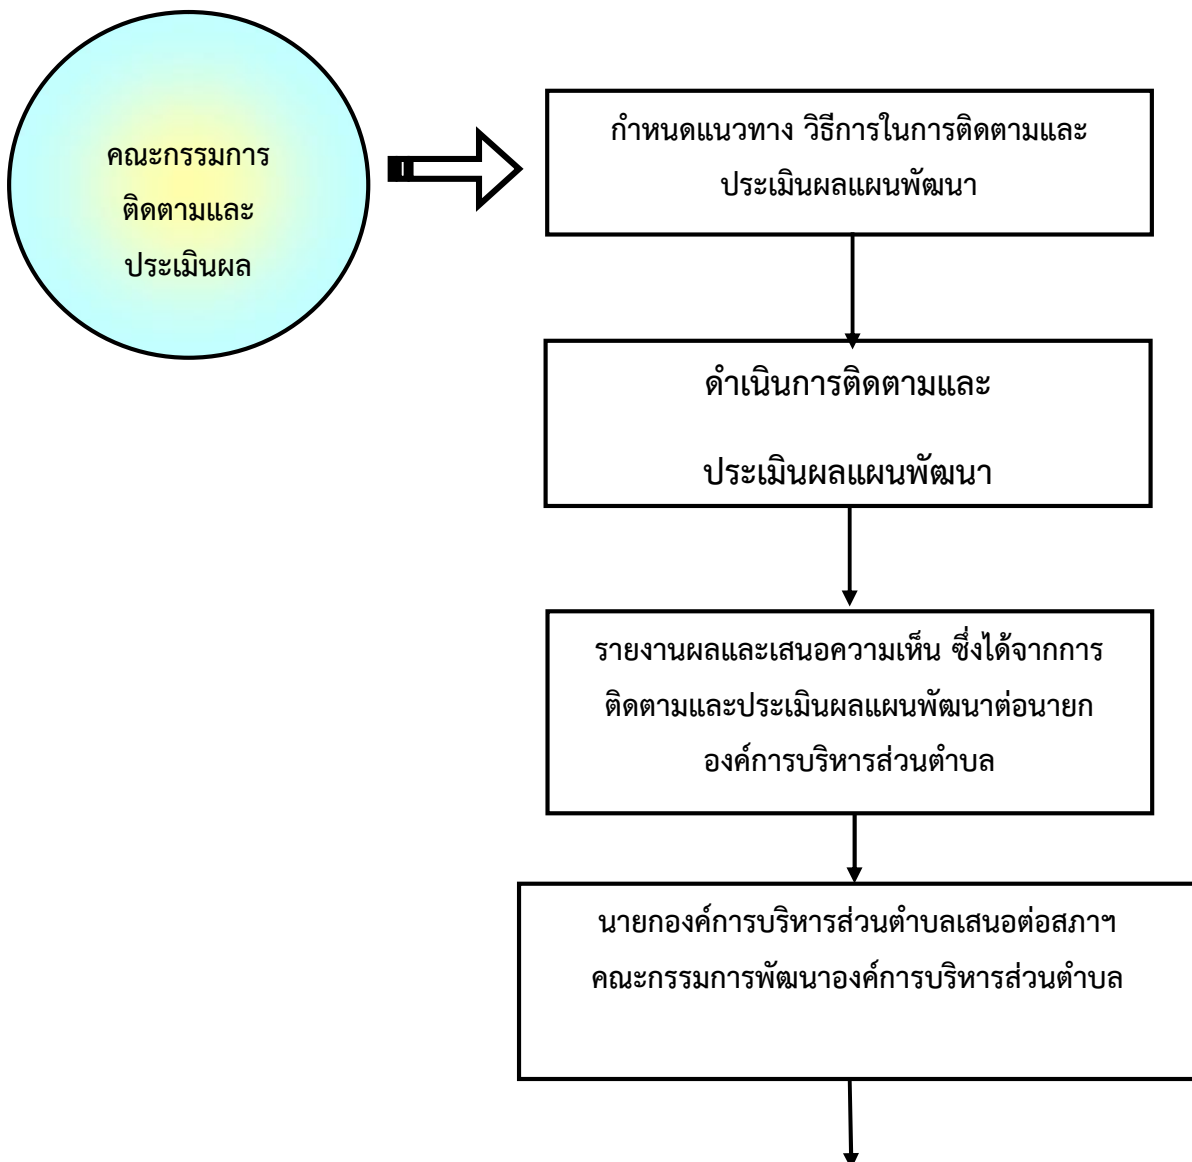 คณะกรรมการ
ติดตามและ
ประเมินผล
กำหนดแนวทาง วิธีการในการติดตามและ
ประเมินผลแผนพัฒนา
ดำเนินการติดตามและ
ประเมินผลแผนพัฒนา
รายงานผลและเสนอความเห็น ซึ่งได้จากการ
ติดตามและประเมินผลแผนพัฒนาต่อนายก
องค์การบริหารส่วนตำบล
นายกองค์การบริหารส่วนตำบลเสนอต่อสภาฯ
คณะกรรมการพัฒนาองค์การบริหารส่วนตำบล